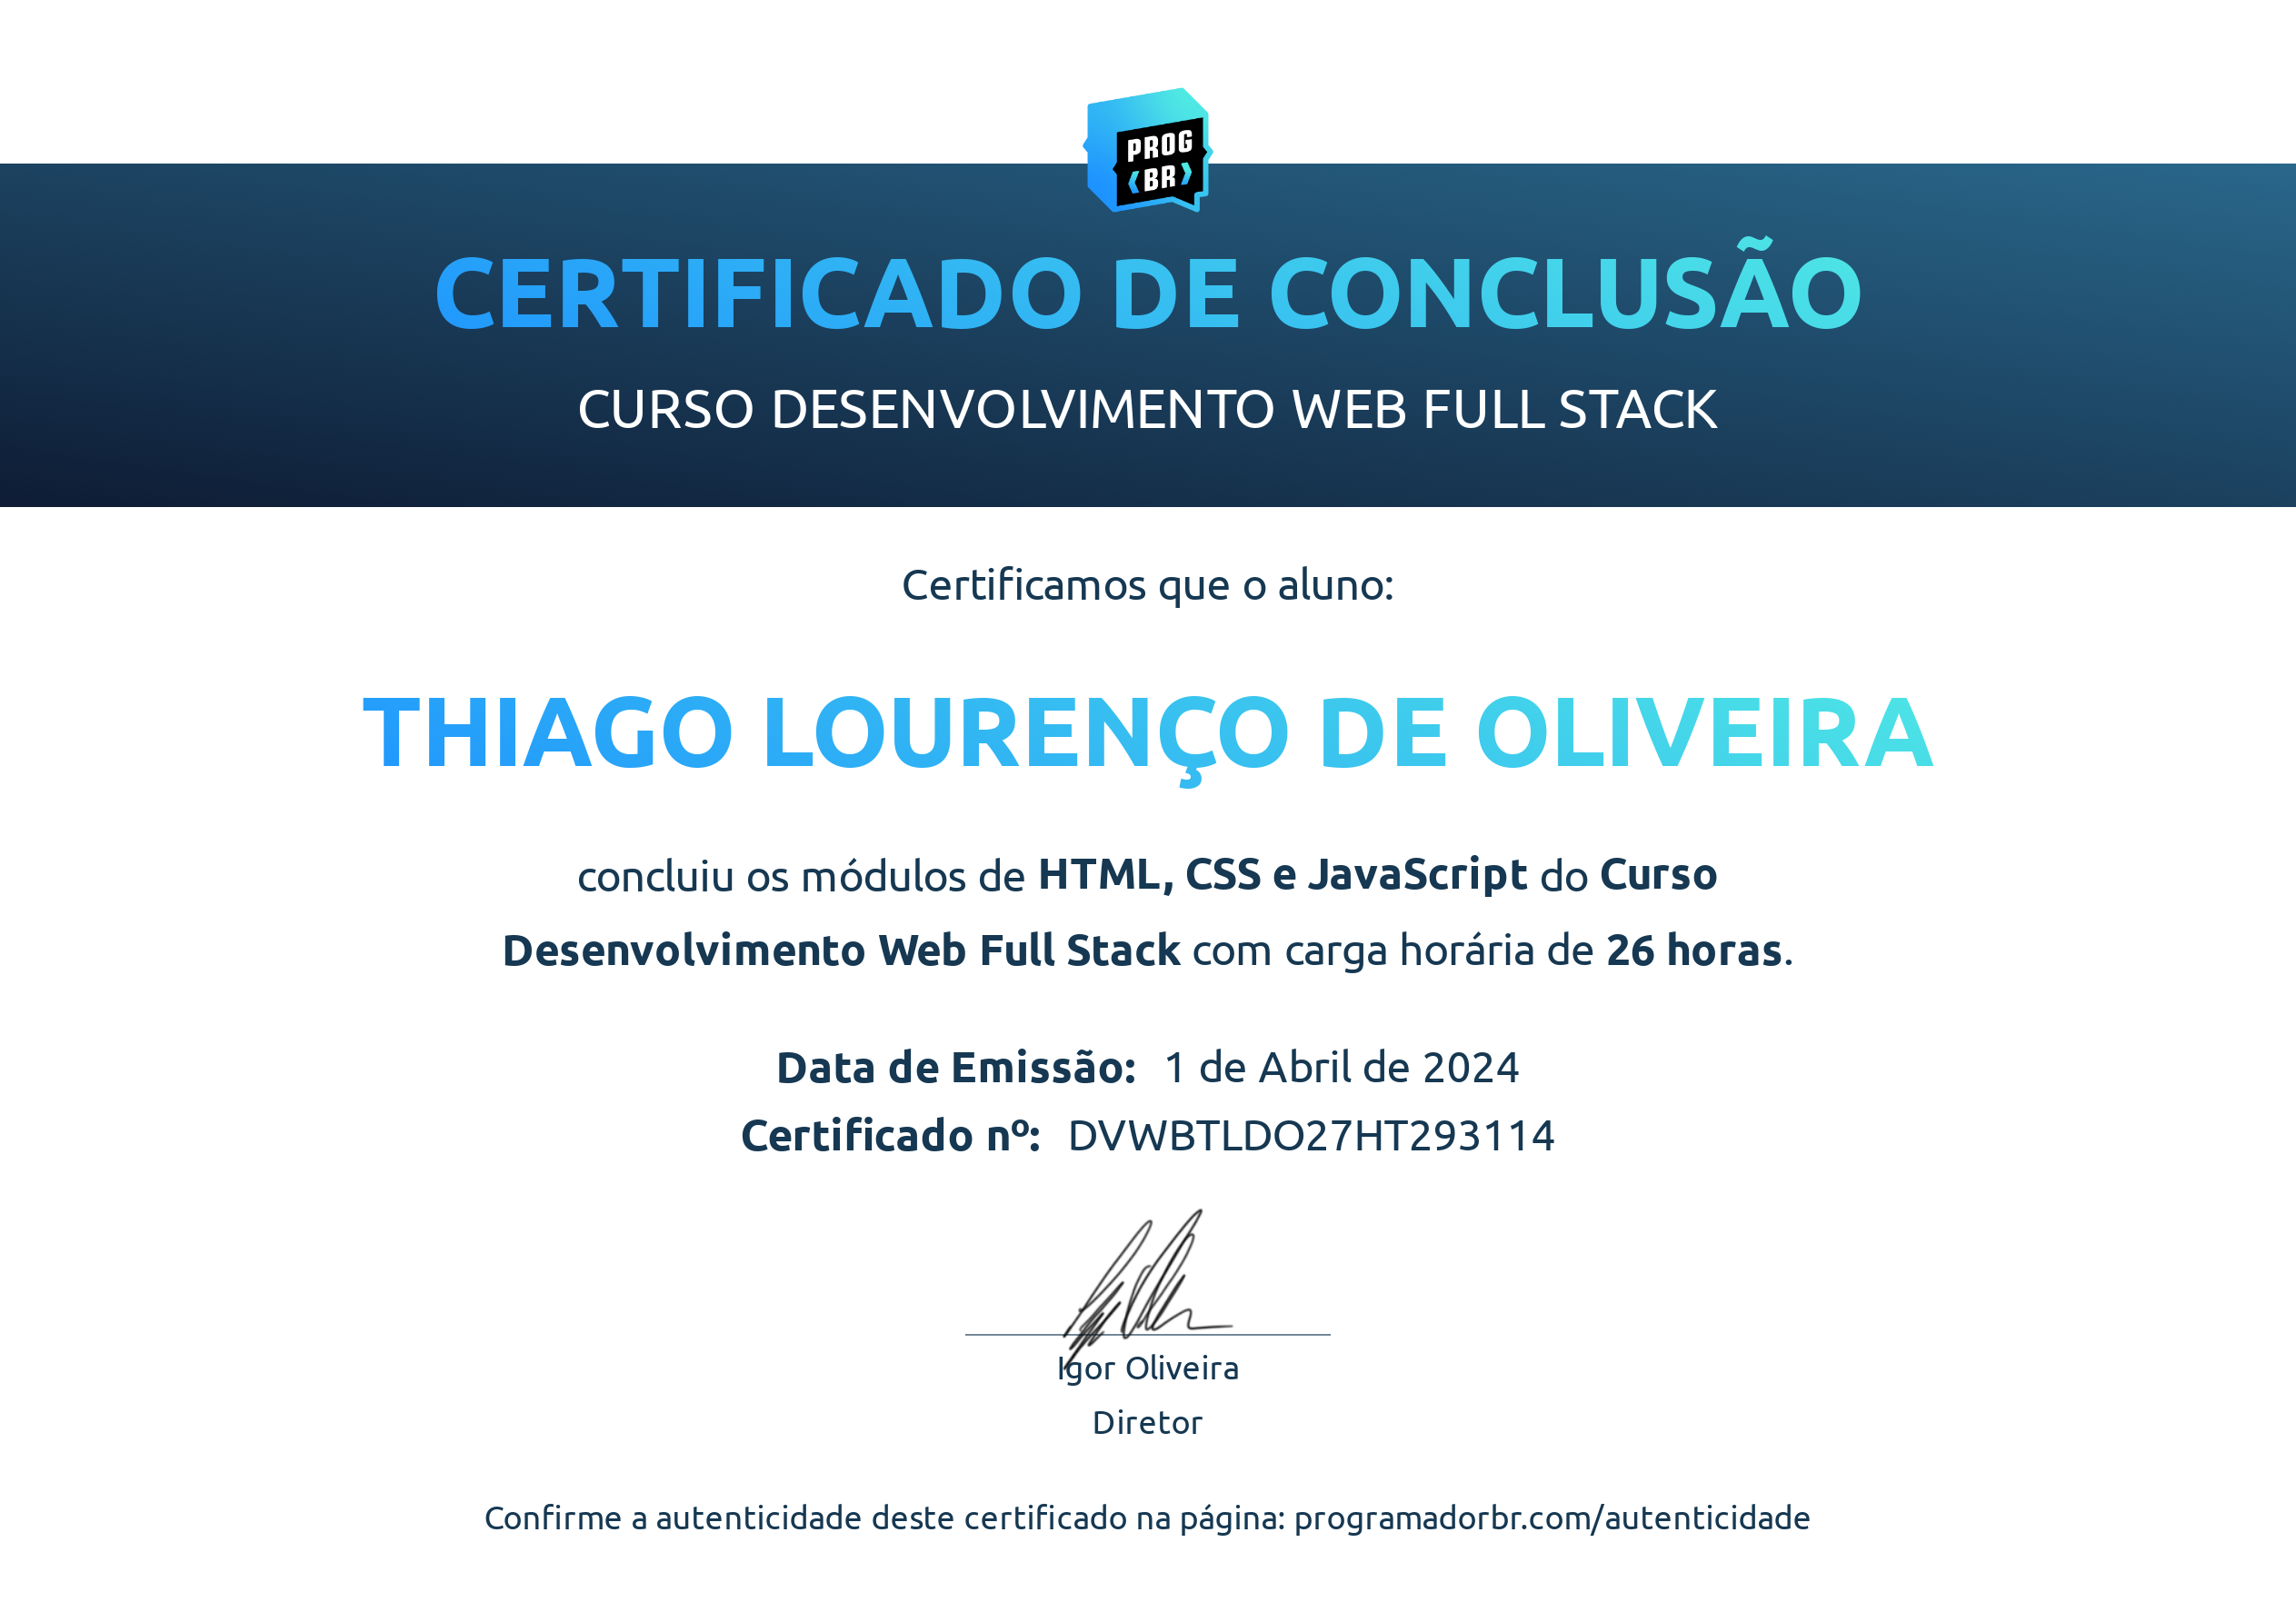 PROG
BR
CERTIFICADO DE CONCLUSÃO
CURSO DESENVOLVIMENTO WEB FULL STACK
Certificamos que o aluno:
THIAGO LOURENÇO DE OLIVEIRA
concluiu os módulos de HTML, CSS e JavaScript do Curso
Desenvolvimento Web Full Stack com carga horária de 26 horas.
Data de Emissão: 1 de Abril de 2024
Certificado nº: DVWBTLDO27HT293114
Igor Oliveira
Diretor
Confirme a autenticidade deste certificado na página: programadorbr.com/autenticidade